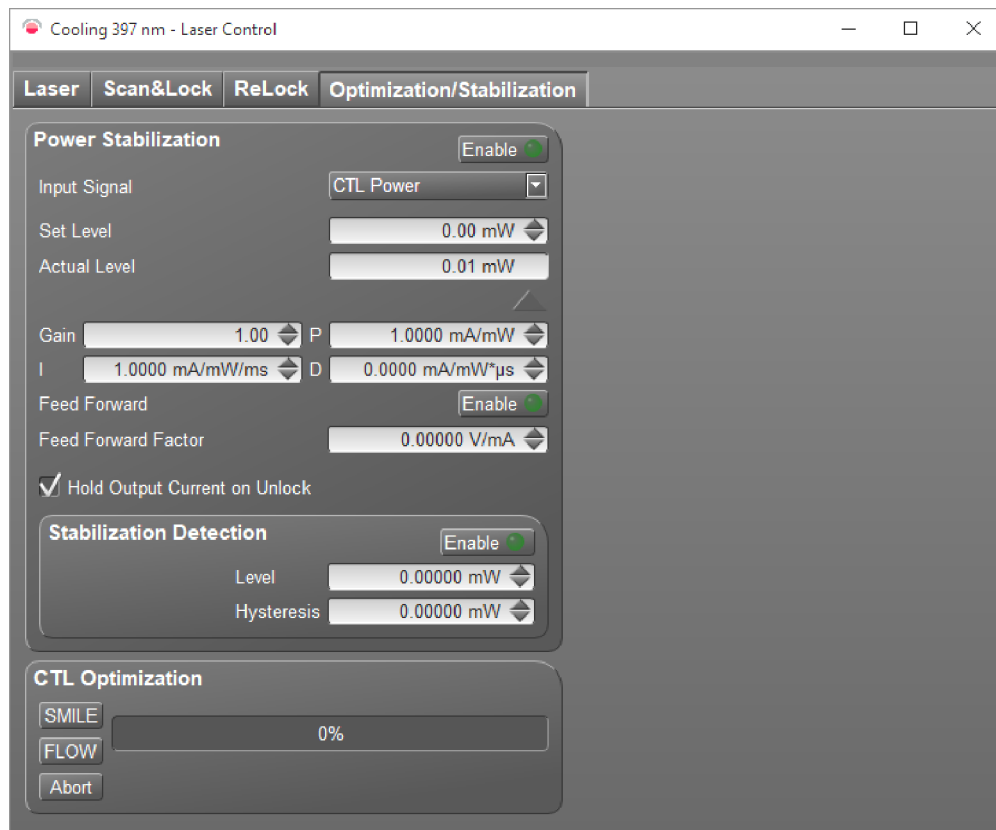 Cooling 397 nm - Laser Control
Laser Scan&Lock ReLock Optimization/Stabilization
Power Stabilization
Enable
Input Signal CTL Power
Set Level 0.00 mW
Actual Level 0.01 mW
Gain 1.00 P 1.0000 mA/mW
I 1.0000 mA/mW/ms D 0.0000 mA/mW*µs
Feed Forward Enable
Feed Forward Factor 0.00000 V/mA
Hold Output Current on Unlock
Stabilization Detection
Enable
Level 0.00000 mW
Hysteresis 0.00000 mW
CTL Optimization
SMILE
0%
FLOW
Abort